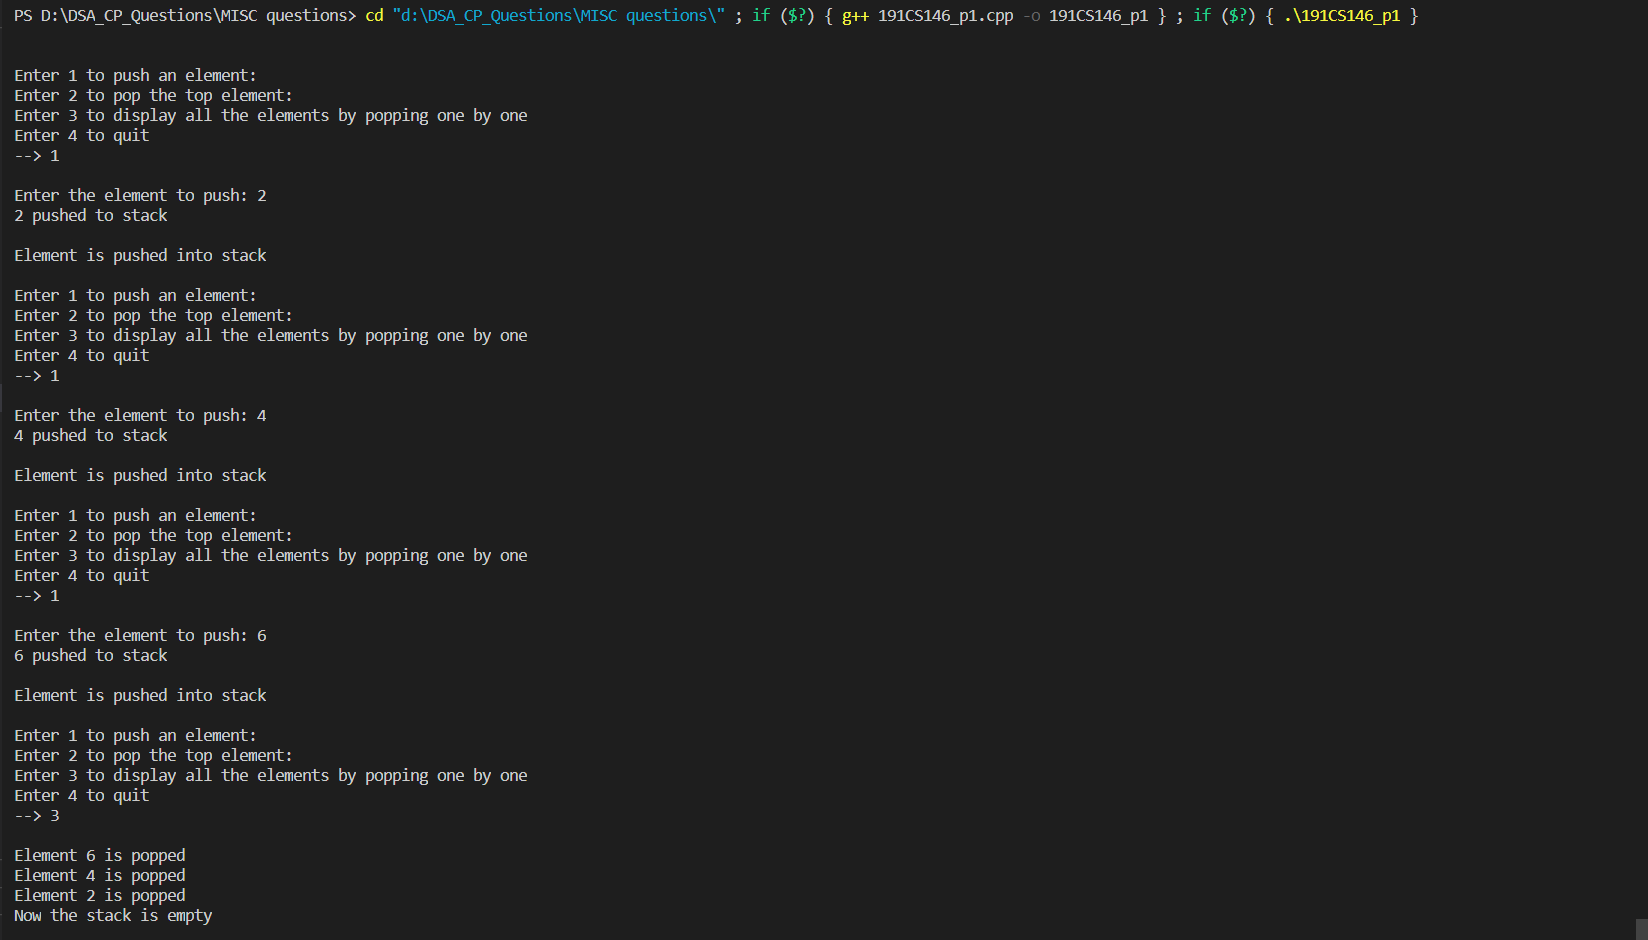 PS D:\DSA_CP_Questions\MISC questions> cd "d:\DSA_CP_Questions\MISC questions\" ; if ($?) { g++ 191CS146_p1.cpp -o 191CS146_p1 } ; if ($?) { .\191CS146_p1 }
Enter 1 to push an element:
Enter 2 to pop the top element:
Enter 3 to display all the elements by popping one by one
Enter 4 to quit
--> 1
Enter the element to push: 2
2 pushed to stack
Element is pushed into stack
Enter 1 to push an element:
Enter 2 to pop the top element:
Enter 3 to display all the elements by popping one by one
Enter 4 to quit
--> 1
Enter the element to push: 4
4 pushed to stack
Element is pushed into stack
Enter 1 to push an element:
Enter 2 to pop the top element:
Enter 3 to display all the elements by popping one by one
Enter 4 to quit
--> 1
Enter the element to push: 6
6 pushed to stack
Element is pushed into stack
Enter 1 to push an element:
Enter 2 to pop the top element:
Enter 3 to display all the elements by popping one by one
Enter 4 to quit
--> 3
Element 6 is popped
Element 4 is popped
Element 2 is popped
Now the stack is empty